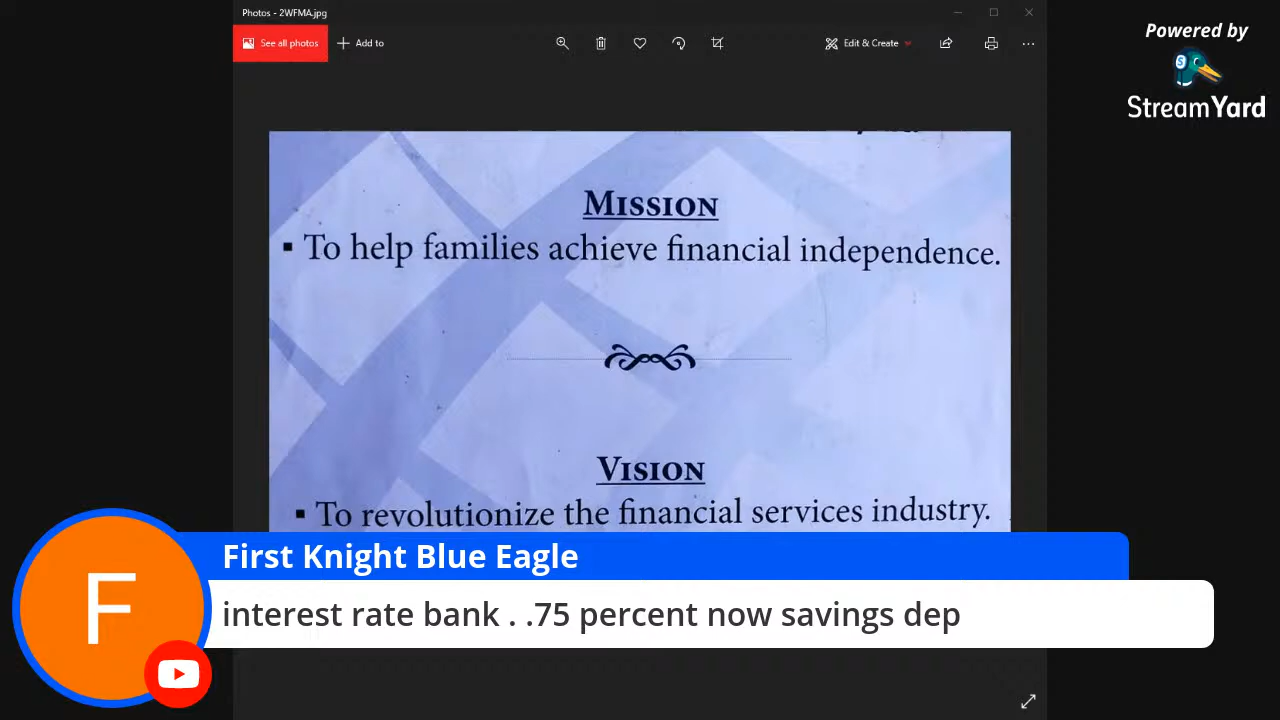 Photos - 2WFMA.jpg
See all photos
Add to
Edit & Create
Powered by
S
StreamYard
MISSION
▪ To help families achieve financial independence.
VISION
▪ To revolutionize the financial services industry.
F
First Knight Blue Eagle
interest rate bank . .75 percent now savings dep